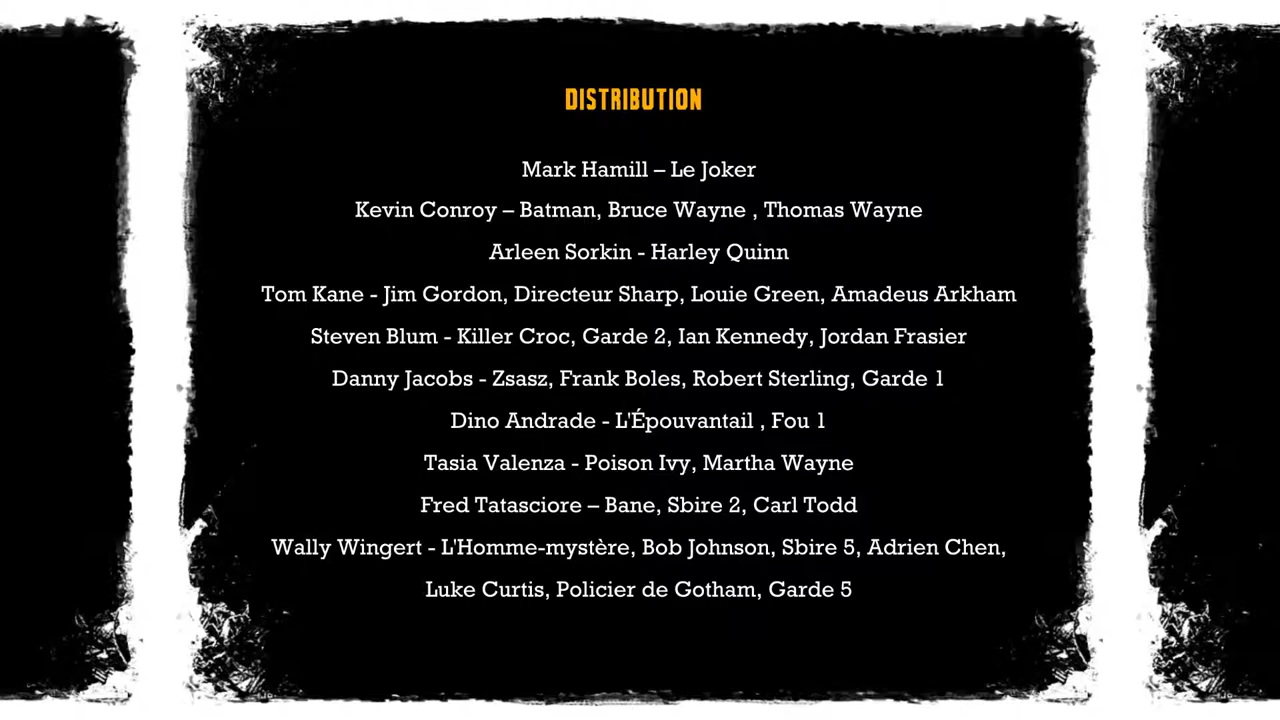 DISTRIBUTION
Mark Hamill – Le Joker
Kevin Conroy – Batman, Bruce Wayne , Thomas Wayne
Arleen Sorkin - Harley Quinn
Tom Kane - Jim Gordon, Directeur Sharp, Louie Green, Amadeus Arkham
Steven Blum - Killer Croc, Garde 2, Ian Kennedy, Jordan Frasier
Danny Jacobs - Zsasz, Frank Boles, Robert Sterling, Garde 1
Dino Andrade - L'Épouvantail , Fou 1
Tasia Valenza - Poison Ivy, Martha Wayne
Fred Tatasciore – Bane, Sbire 2, Carl Todd
Wally Wingert - L'Homme-mystère, Bob Johnson, Sbire 5, Adrien Chen,
Luke Curtis, Policier de Gotham, Garde 5